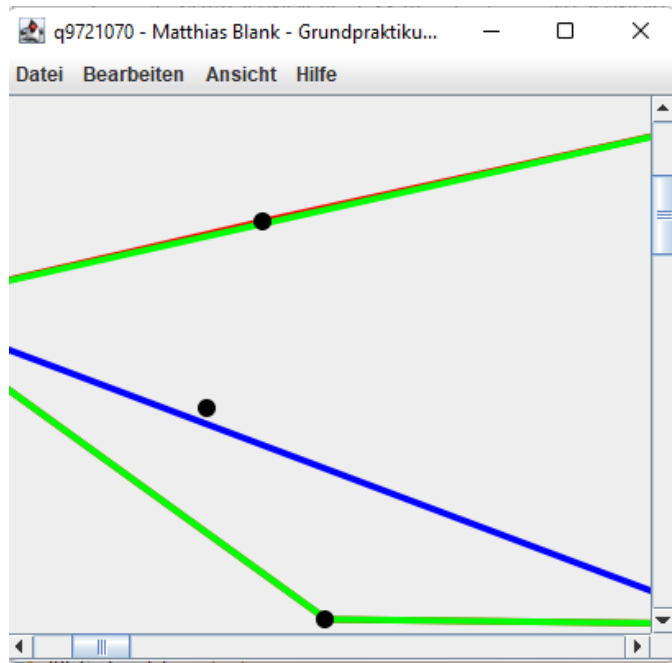 q9721070 - Matthias Blank - Grundpraktiku...
Datei Bearbeiten Ansicht Hilfe